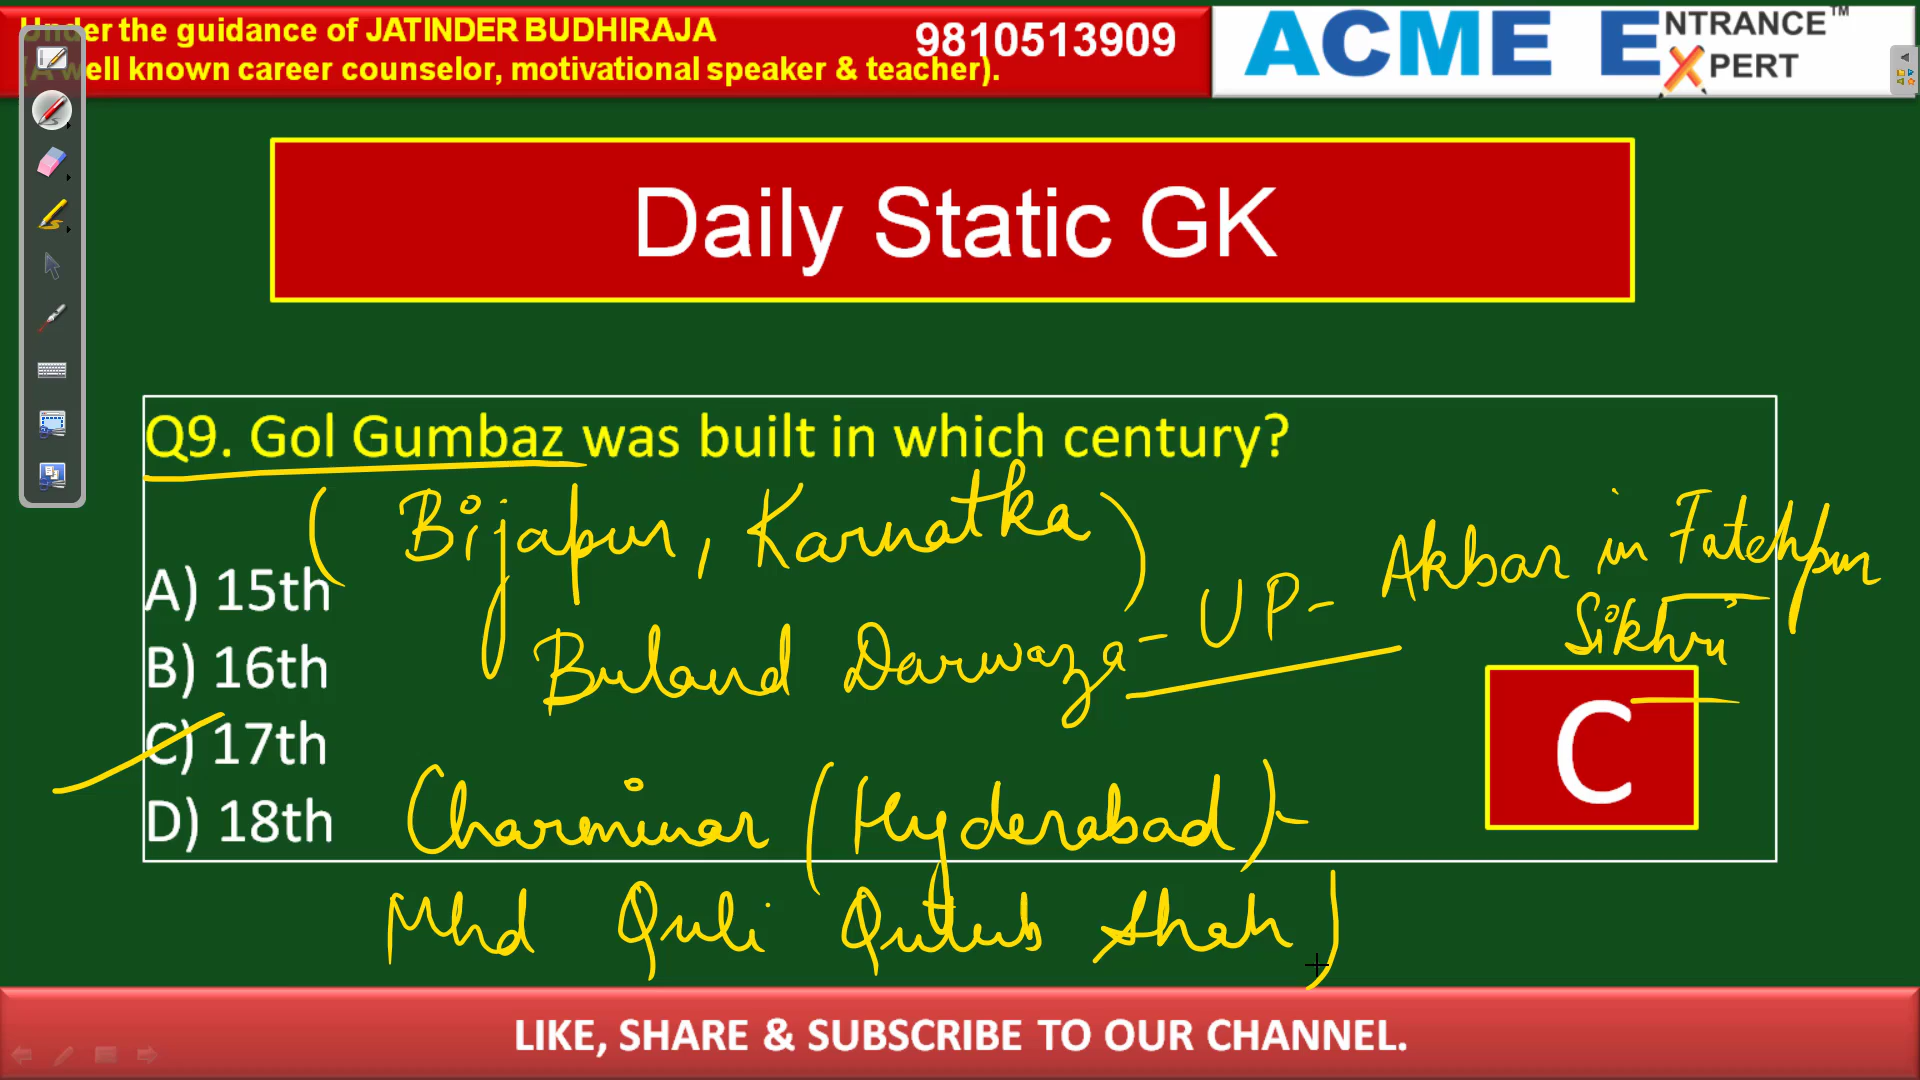 Under the guidance of JATINDER BUDHIRAJA
(A well known career counselor, motivational speaker & teacher).
9810513909
ACME ENTRANCE EXPERT™
Daily Static GK
Q9. Gol Gumbaz was built in which century?
(Bijapur, Karnatka)
A) 15th
Buland Darwaza - UP - Akbar in Fatehpur
Sikhri
B) 16th
C) 17th
C
D) 18th
Charminar (Hyderabad) -
Mhd Quli Qutub Shah)
LIKE, SHARE & SUBSCRIBE TO OUR CHANNEL.